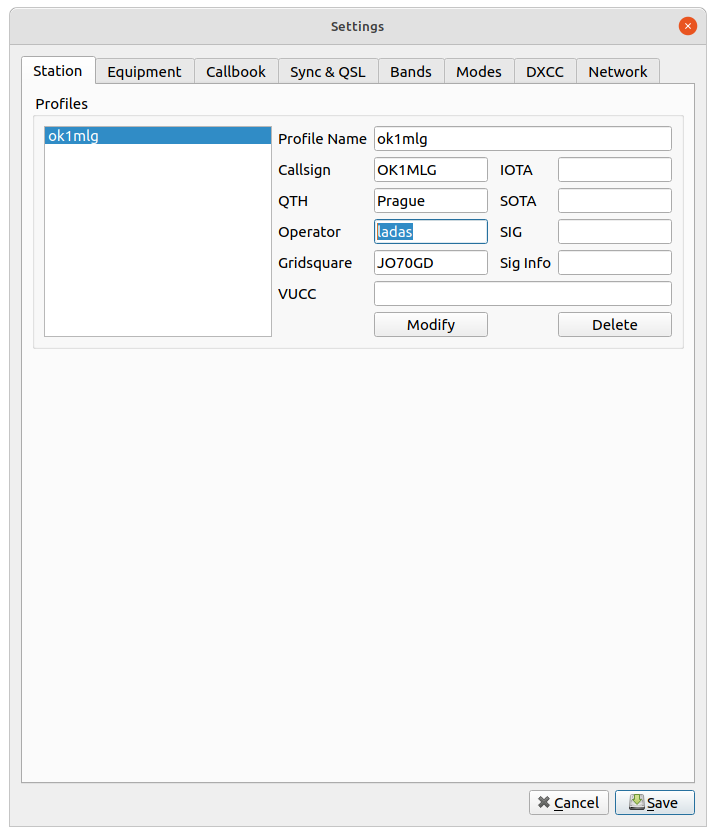 Settings
Station Equipment Callbook Sync & QSL Bands Modes DXCC Network
Profiles
ok1mlg
Profile Name ok1mlg
Callsign OK1MLG IOTA
QTH Prague SOTA
Operator ladas SIG
Gridsquare JO70GD Sig Info
VUCC
Modify Delete
Cancel Save